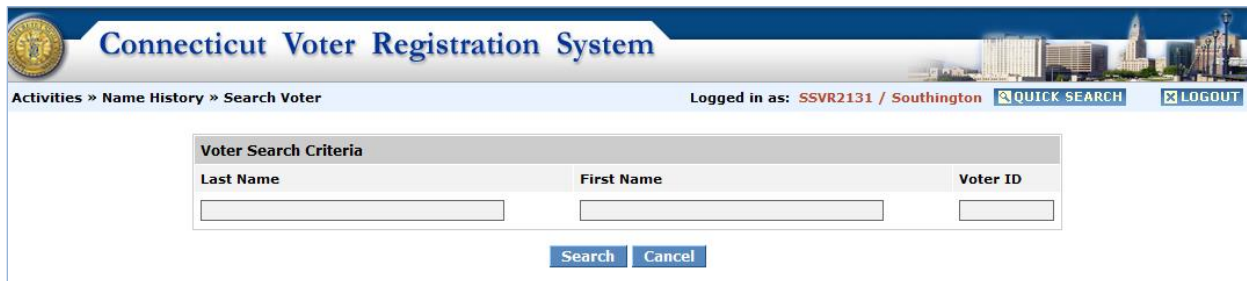 Connecticut Voter Registration System
Activities » Name History » Search Voter Logged in as: SSVR2131 / Southington QUICK SEARCH LOGOUT
Voter Search Criteria
Last Name First Name Voter ID
Search Cancel